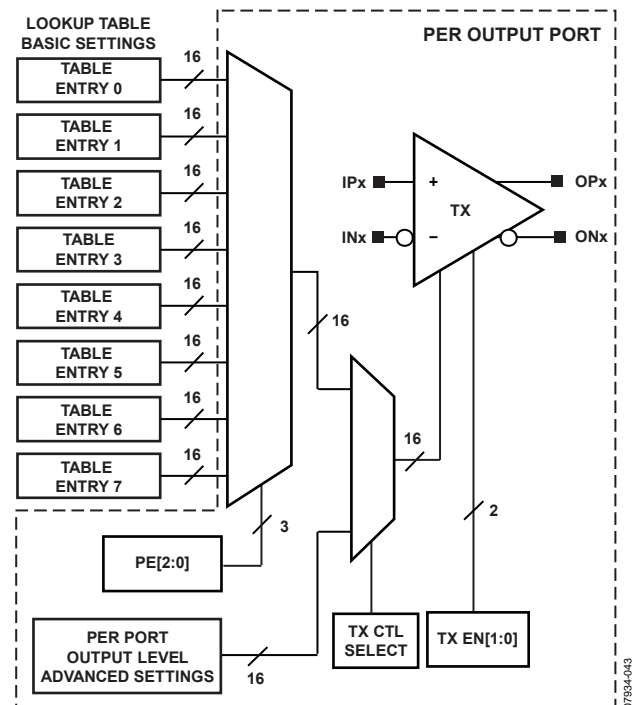 LOOKUP TABLE
BASIC SETTINGS
PER OUTPUT PORT
TABLE
ENTRY 0
16
TABLE
ENTRY 1
16
TABLE
ENTRY 2
16
TABLE
ENTRY 3
16
TABLE
ENTRY 4
16
TABLE
ENTRY 5
16
TABLE
ENTRY 6
16
TABLE
ENTRY 7
16
IPx
+
TX
OPx
INx
–
ONx
16
16
2
3
PE[2:0]
PER PORT
OUTPUT LEVEL
ADVANCED SETTINGS
16
TX CTL
SELECT
TX EN[1:0]
07934-043